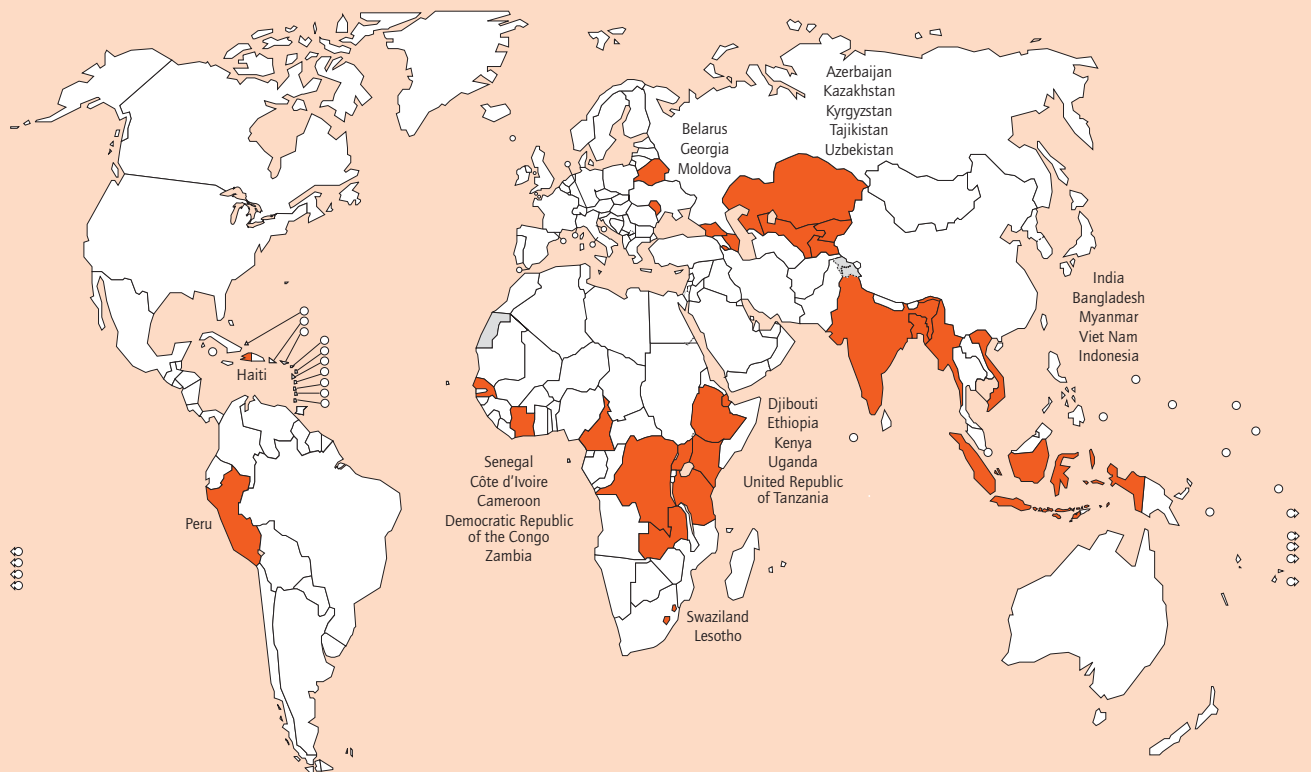 Azerbaijan
Kazakhstan
Kyrgyzstan
Tajikistan
Uzbekistan
Belarus
Georgia
Moldova
India
Bangladesh
Myanmar
Viet Nam
Indonesia
Haiti
Djibouti
Ethiopia
Kenya
Uganda
United Republic
of Tanzania
Senegal
Côte d'Ivoire
Cameroon
Democratic Republic
of the Congo
Zambia
Peru
Swaziland
Lesotho